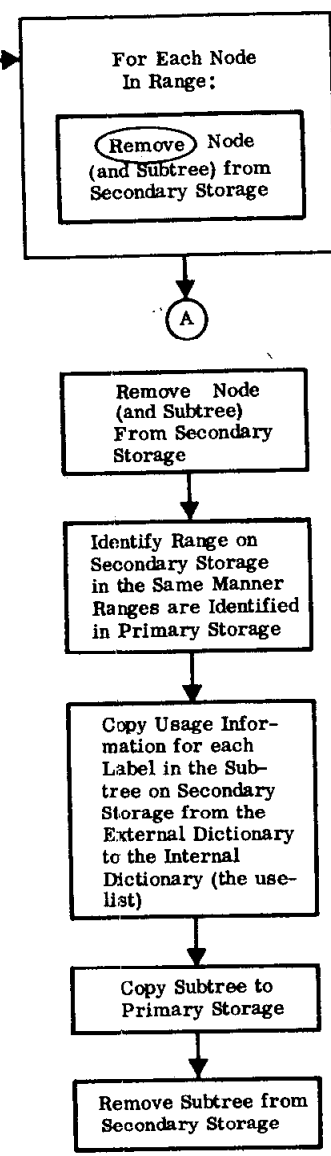 For Each Node
In Range:
Remove Node
(and Subtree) from
Secondary Storage
A
Remove Node
(and Subtree)
From Secondary
Storage
Identify Range on
Secondary Storage
in the Same Manner
Ranges are Identified
in Primary Storage
Copy Usage Infor-
mation for each
Label in the Sub-
tree on Secondary
Storage from the
External Dictionary
to the Internal
Dictionary (the use-
list)
Copy Subtree to
Primary Storage
Remove Subtree from
Secondary Storage